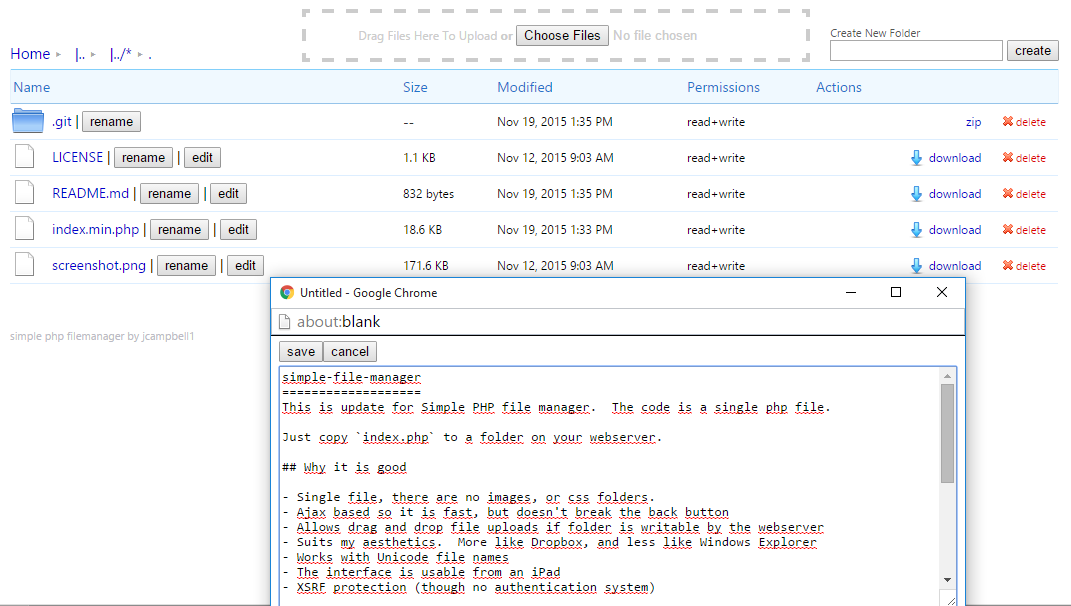 Drag Files Here To Upload or Choose Files No file chosen
Create New Folder
Home ▸ |.. ▸ |../* ▸ .
create
Name Size Modified Permissions Actions
.git | rename -- Nov 19, 2015 1:35 PM read+write zip delete
LICENSE | rename | edit 1.1 KB Nov 12, 2015 9:03 AM read+write download delete
README.md | rename | edit 832 bytes Nov 19, 2015 1:35 PM read+write download delete
index.min.php | rename | edit 18.6 KB Nov 19, 2015 1:33 PM read+write download delete
screenshot.png | rename | edit 171.6 KB Nov 12, 2015 9:03 AM read+write download delete
simple php filemanager by jcampbell1
Untitled - Google Chrome
about:blank
save cancel
simple-file-manager
===================
This is update for Simple PHP file manager.  The code is a single php file.
Just copy `index.php` to a folder on your webserver.
## Why it is good
- Single file, there are no images, or css folders.
- Ajax based so it is fast, but doesn't break the back button
- Allows drag and drop file uploads if folder is writable by the webserver
- Suits my aesthetics.  More like Dropbox, and less like Windows Explorer
- Works with Unicode file names
- The interface is usable from an iPad
- XSRF protection (though no authentication system)